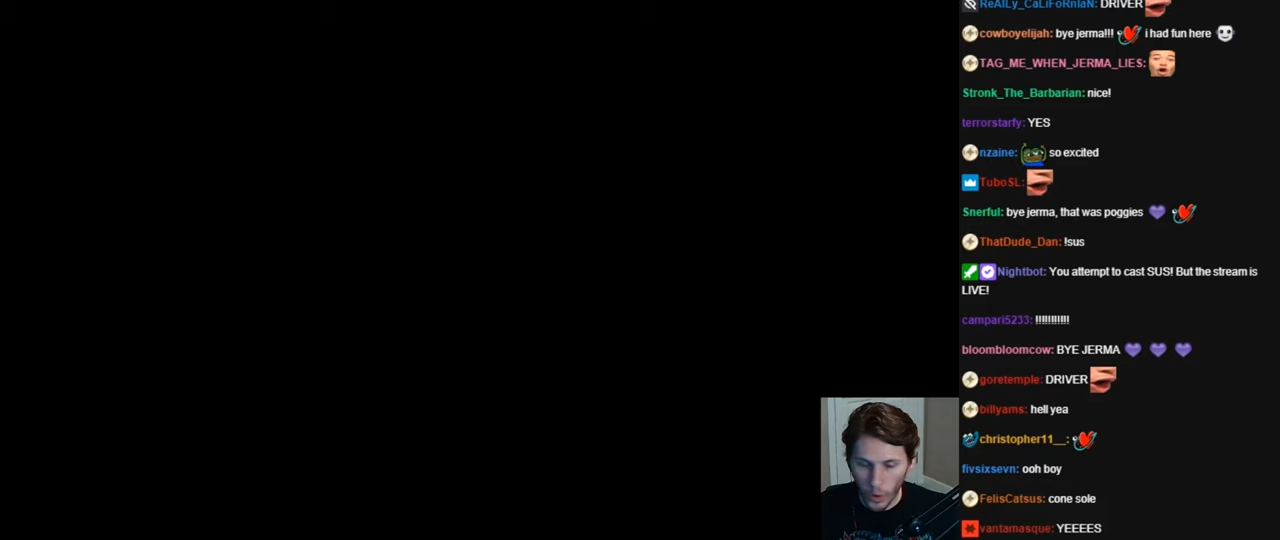 ReAlLy_CaLiFoRnIaN: DRIVER
cowboyelijah: bye jerma!!! i had fun here
TAG_ME_WHEN_JERMA_LIES:
Stronk_The_Barbarian: nice!
terrorstarfy: YES
nzaine: so excited
TuboSL:
Snerful: bye jerma, that was poggies
ThatDude_Dan: !sus
Nightbot: You attempt to cast SUS! But the stream is
LIVE!
campari5233: !!!!!!!!!!!
bloombloomcow: BYE JERMA
goretemple: DRIVER
billyams: hell yea
christopher11__:
fivsixsevn: ooh boy
FelisCatsus: cone sole
vantamasque: YEEEES